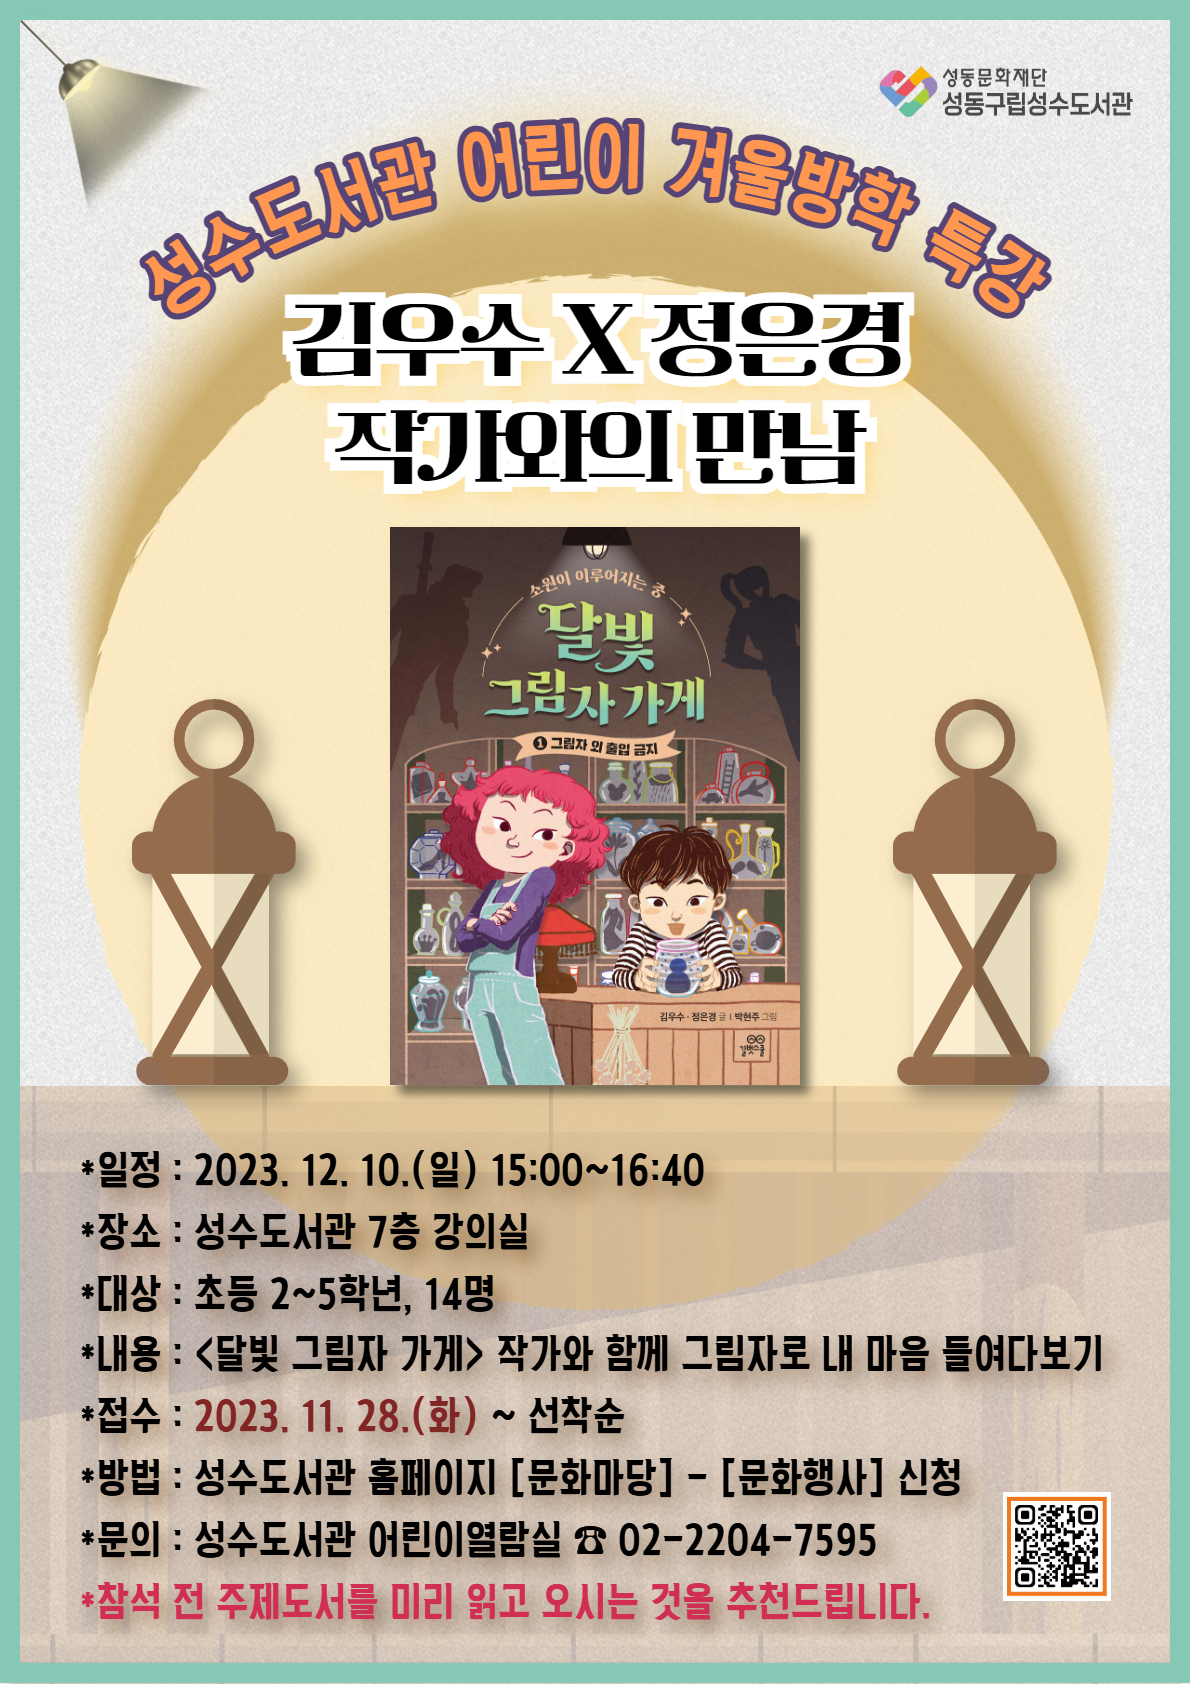 성동문화재단
성동구립성수도서관
성수도서관 어린이 겨울방학 특강
김우수 X 정은경
작가와의 만남
소원이 이루어지는 숑
달빛
그림자 가게
1 그림자 외 출입 금지
김우수·정은경 글 | 박현주 그림
길벗스쿨
*일정 : 2023. 12. 10.(일) 15:00~16:40
*장소 : 성수도서관 7층 강의실
*대상 : 초등 2~5학년, 14명
*내용 : <달빛 그림자 가게> 작가와 함께 그림자로 내 마음 들여다보기
*접수 : 2023. 11. 28.(화) ~ 선착순
*방법 : 성수도서관 홈페이지 [문화마당] - [문화행사] 신청
*문의 : 성수도서관 어린이열람실 ☎ 02-2204-7595
*참석 전 주제도서를 미리 읽고 오시는 것을 추천드립니다.